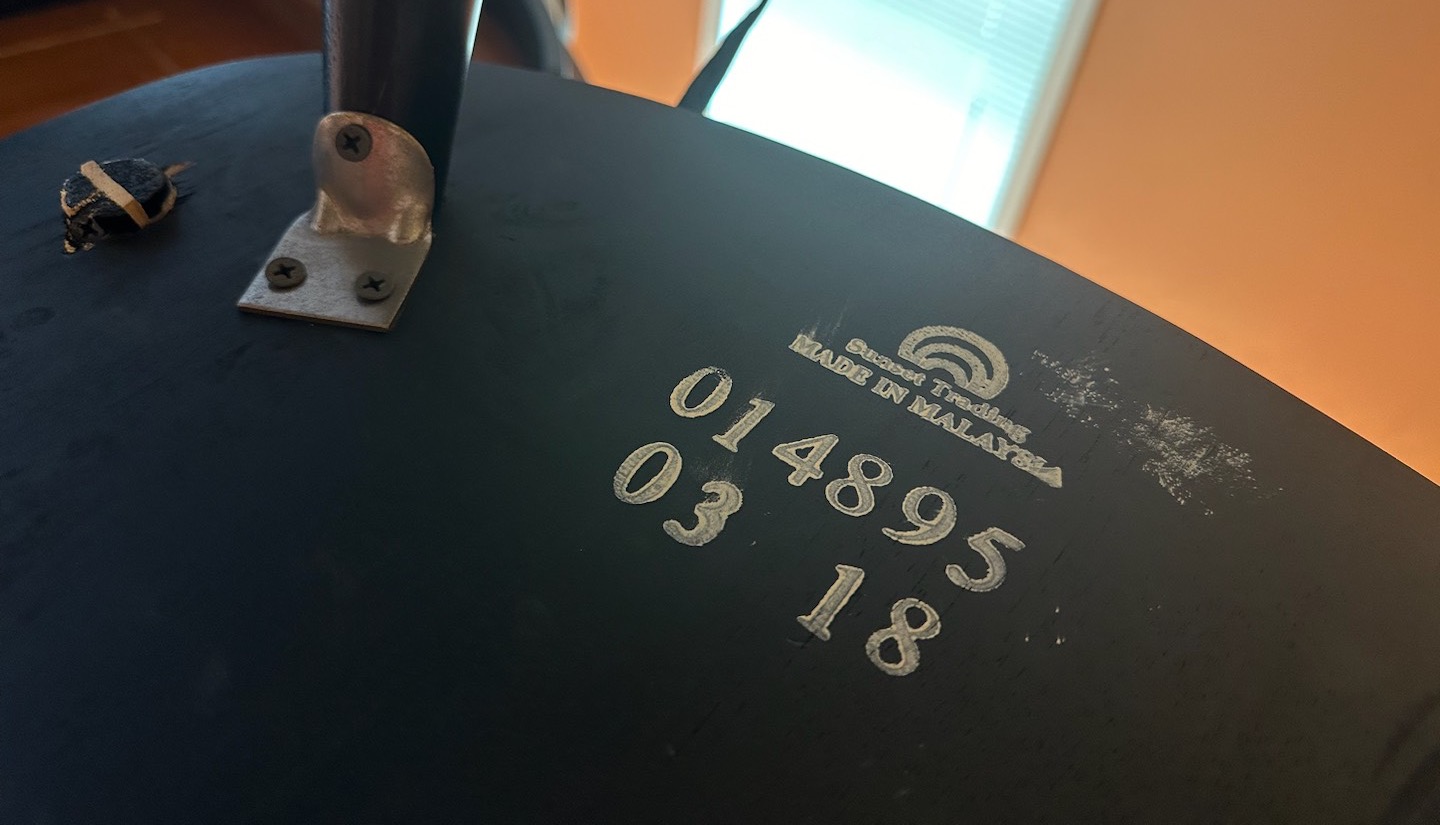 Sunset Trading
MADE IN MALAYSIA
014895
03 18